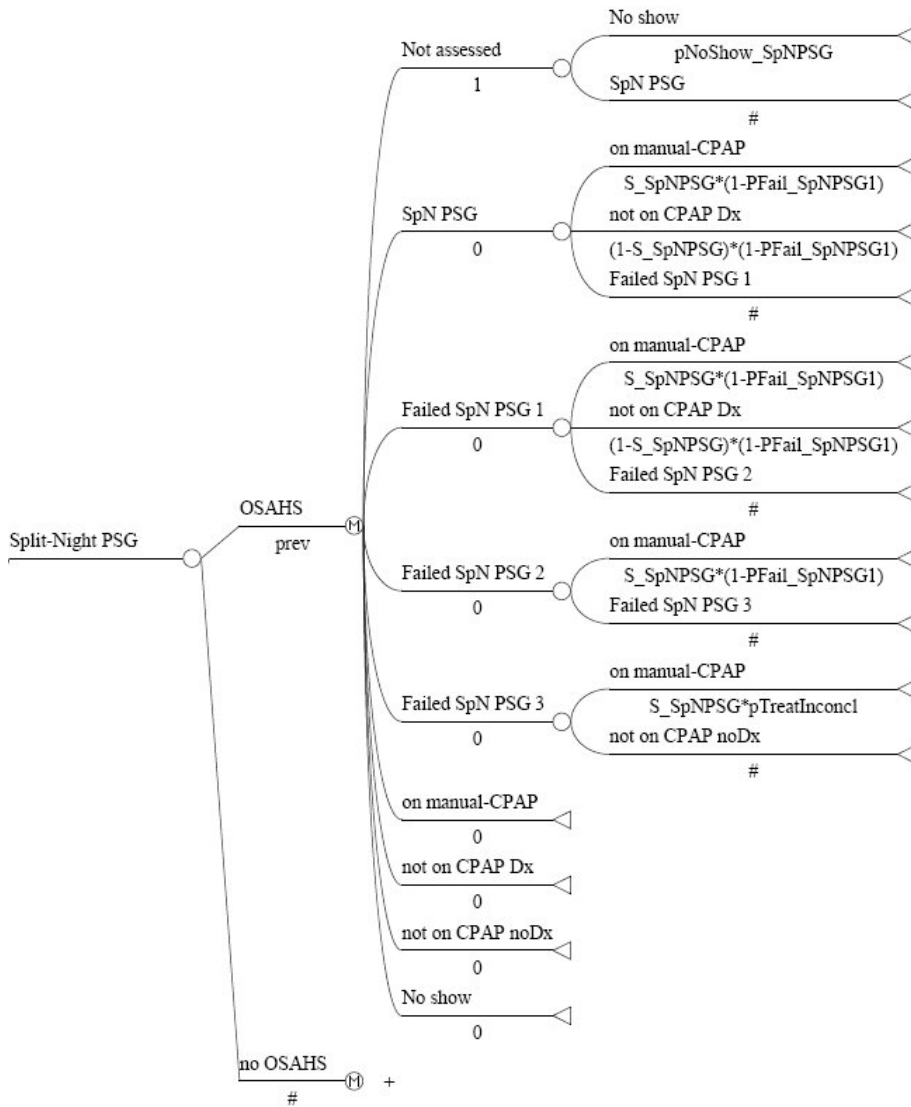 No show
pNoShow_SpNPSG
SpN PSG
#
Not assessed
1
on manual-CPAP
S_SpNPSG*(1-PFail_SpNPSG1)
not on CPAP Dx
(1-S_SpNPSG)*(1-PFail_SpNPSG1)
Failed SpN PSG 1
#
SpN PSG
0
on manual-CPAP
S_SpNPSG*(1-PFail_SpNPSG1)
not on CPAP Dx
(1-S_SpNPSG)*(1-PFail_SpNPSG1)
Failed SpN PSG 2
#
Failed SpN PSG 1
0
OSAHS
M
prev
Split-Night PSG
on manual-CPAP
S_SpNPSG*(1-PFail_SpNPSG1)
Failed SpN PSG 3
#
Failed SpN PSG 2
0
on manual-CPAP
S_SpNPSG*pTreatInconcl
not on CPAP noDx
#
Failed SpN PSG 3
0
on manual-CPAP
0
not on CPAP Dx
0
not on CPAP noDx
0
No show
0
no OSAHS
M +
#